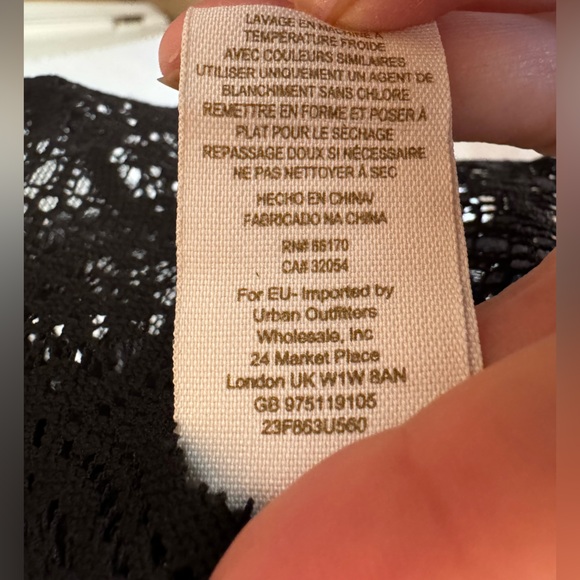 LAVAGE EN MACHINE À
TEMPÉRATURE FROIDE
AVEC COULEURS SIMILAIRES
UTILISER UNIQUEMENT UN AGENT DE
BLANCHIMENT SANS CHLORE
REMETTRE EN FORME ET POSER À
PLAT POUR LE SÉCHAGE
REPASSAGE DOUX SI NÉCESSAIRE
NE PAS NETTOYER À SEC
HECHO EN CHINA/
FABRICADO NA CHINA
RN# 66170
CA# 32054
For EU- Imported by
Urban Outfitters
Wholesale, Inc
24 Market Place
London UK W1W 8AN
GB 975119105
23F863U560